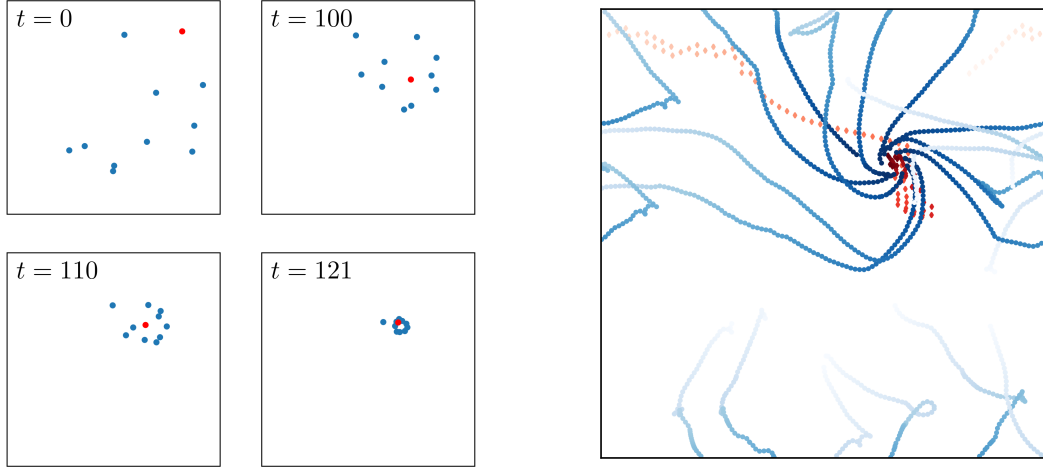 t = 0
t = 100
t = 110
t = 121